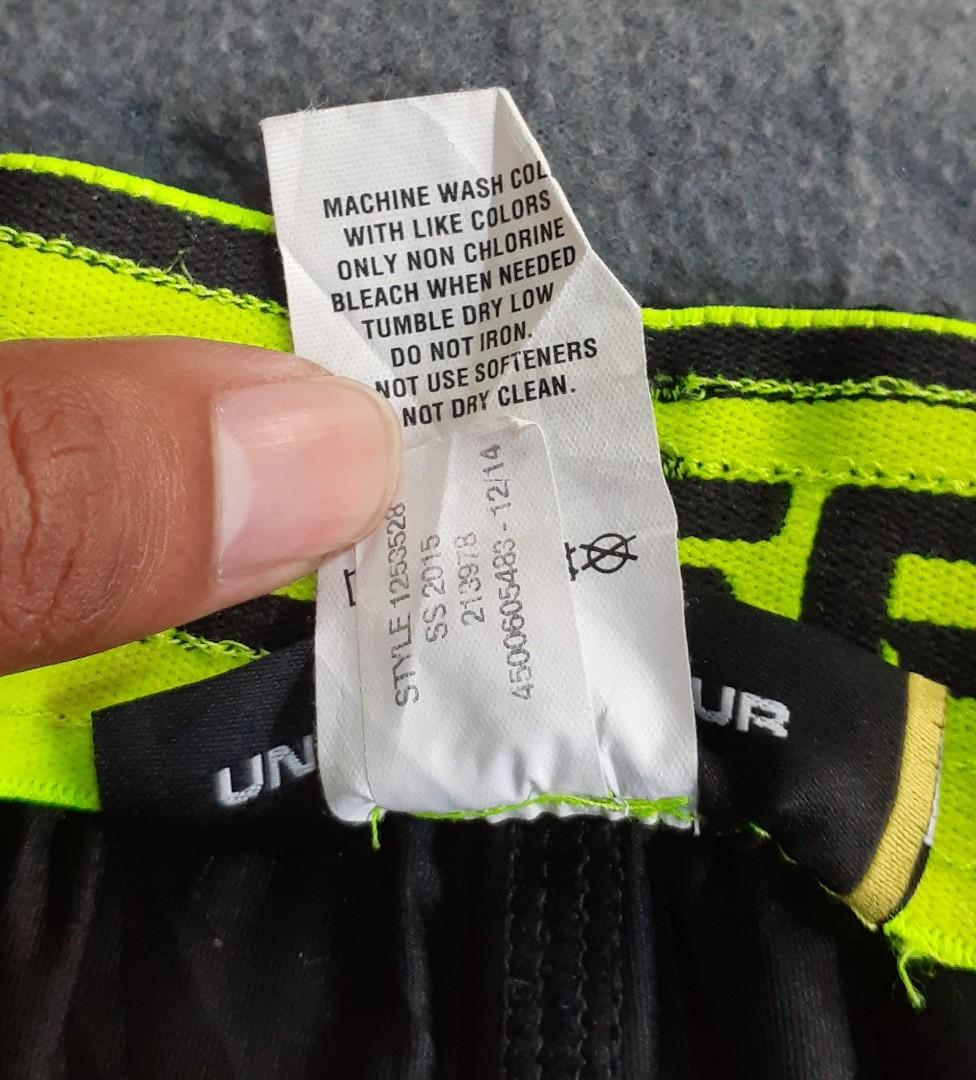 MACHINE WASH COL
WITH LIKE COLORS
ONLY NON CHLORINE
BLEACH WHEN NEEDED
TUMBLE DRY LOW
DO NOT IRON.
NOT USE SOFTENERS
NOT DRY CLEAN.
STYLE 1253528
SS 2015
213978
4500605483 - 12/14
UN
UR